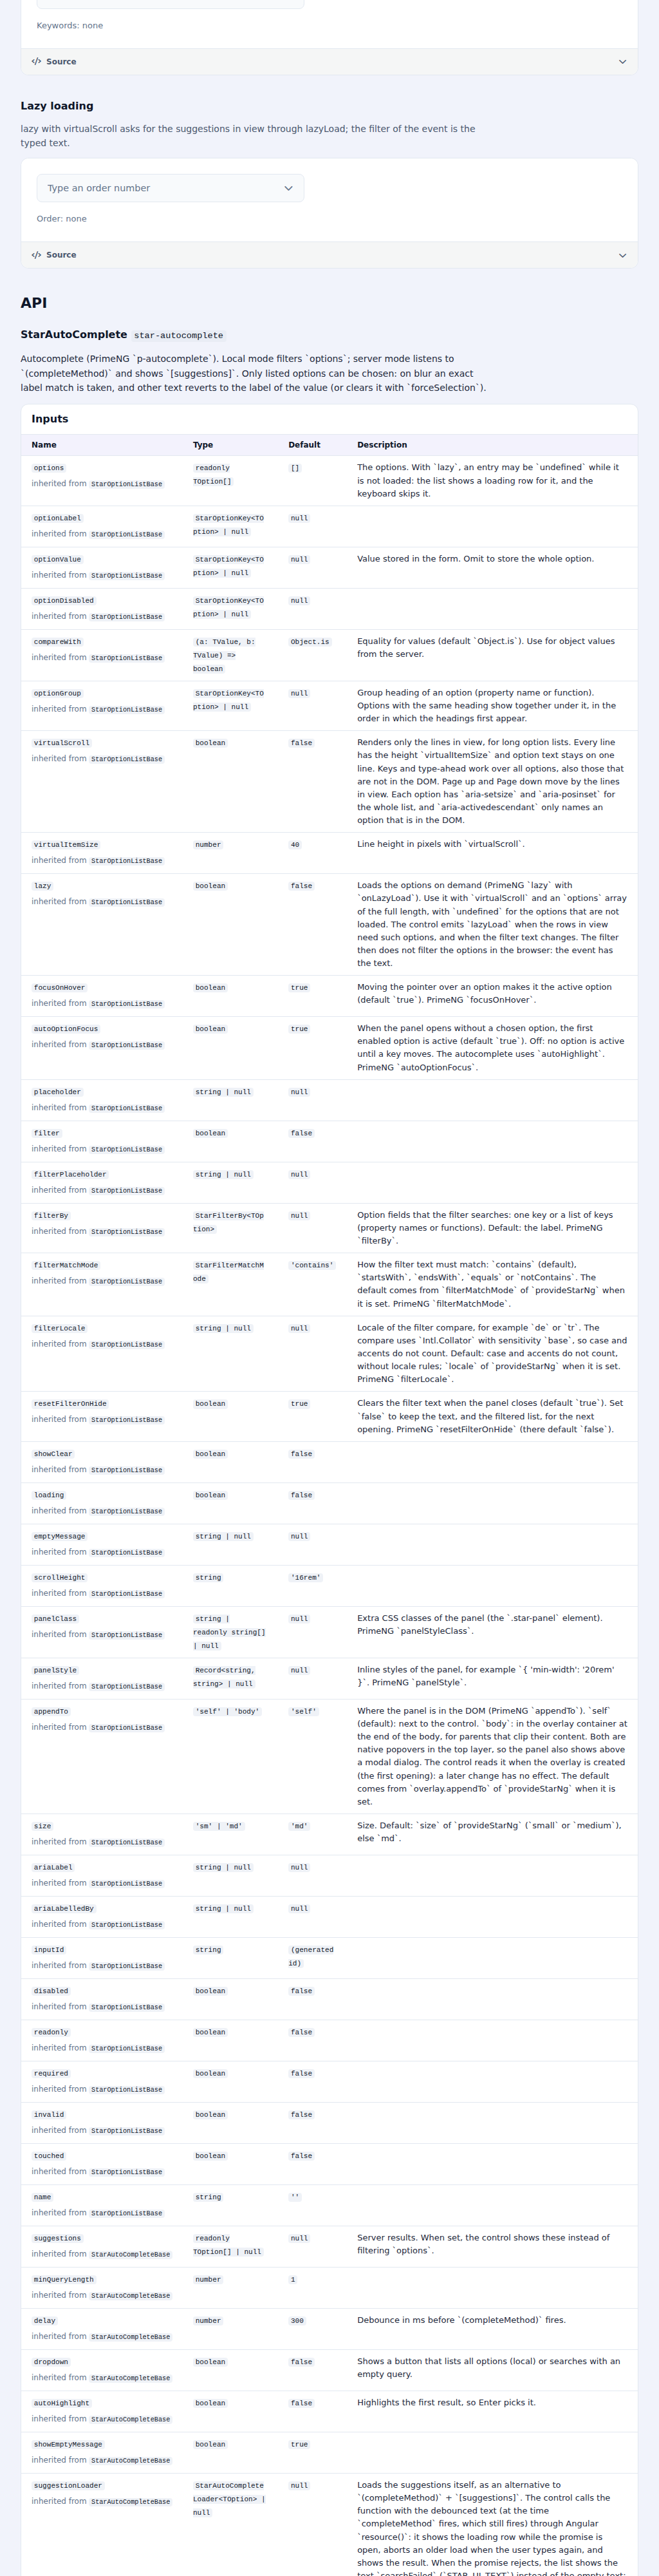 Keywords: none
Source
Lazy loading
lazy with virtualScroll asks for the suggestions in view through lazyLoad; the filter of the event is the
typed text.
Type an order number
Order: none
Source
API
StarAutoComplete star-autocomplete
Autocomplete (PrimeNG `p-autocomplete`). Local mode filters `options`; server mode listens to
`(completeMethod)` and shows `[suggestions]`. Only listed options can be chosen: on blur an exact
label match is taken, and other text reverts to the label of the value (or clears it with `forceSelection`).
Inputs
Name Type Default Description
options readonly [] The options. With `lazy`, an entry may be `undefined` while it
inherited from StarOptionListBase TOption[] is not loaded: the list shows a loading row for it, and the
keyboard skips it.
optionLabel StarOptionKey<TO null
inherited from StarOptionListBase ption> | null
optionValue StarOptionKey<TO null Value stored in the form. Omit to store the whole option.
inherited from StarOptionListBase ption> | null
optionDisabled StarOptionKey<TO null
inherited from StarOptionListBase ption> | null
compareWith (a: TValue, b: Object.is Equality for values (default `Object.is`). Use for object values
inherited from StarOptionListBase TValue) => from the server.
boolean
optionGroup StarOptionKey<TO null Group heading of an option (property name or function).
inherited from StarOptionListBase ption> | null Options with the same heading show together under it, in the
order in which the headings first appear.
virtualScroll boolean false Renders only the lines in view, for long option lists. Every line
inherited from StarOptionListBase has the height `virtualItemSize` and option text stays on one
line. Keys and type-ahead work over all options, also those that
are not in the DOM. Page up and Page down move by the lines
in view. Each option has `aria-setsize` and `aria-posinset` for
the whole list, and `aria-activedescendant` only names an
option that is in the DOM.
virtualItemSize number 40 Line height in pixels with `virtualScroll`.
inherited from StarOptionListBase
lazy boolean false Loads the options on demand (PrimeNG `lazy` with
inherited from StarOptionListBase `onLazyLoad`). Use it with `virtualScroll` and an `options` array
of the full length, with `undefined` for the options that are not
loaded. The control emits `lazyLoad` when the rows in view
need such options, and when the filter text changes. The filter
then does not filter the options in the browser: the event has
the text.
focusOnHover boolean true Moving the pointer over an option makes it the active option
inherited from StarOptionListBase (default `true`). PrimeNG `focusOnHover`.
autoOptionFocus boolean true When the panel opens without a chosen option, the first
inherited from StarOptionListBase enabled option is active (default `true`). Off: no option is active
until a key moves. The autocomplete uses `autoHighlight`.
PrimeNG `autoOptionFocus`.
placeholder string | null null
inherited from StarOptionListBase
filter boolean false
inherited from StarOptionListBase
filterPlaceholder string | null null
inherited from StarOptionListBase
filterBy StarFilterBy<TOp null Option fields that the filter searches: one key or a list of keys
inherited from StarOptionListBase tion> (property names or functions). Default: the label. PrimeNG
`filterBy`.
filterMatchMode StarFilterMatchM 'contains' How the filter text must match: `contains` (default),
inherited from StarOptionListBase ode `startsWith`, `endsWith`, `equals` or `notContains`. The
default comes from `filterMatchMode` of `provideStarNg` when
it is set. PrimeNG `filterMatchMode`.
filterLocale string | null null Locale of the filter compare, for example `de` or `tr`. The
inherited from StarOptionListBase compare uses `Intl.Collator` with sensitivity `base`, so case and
accents do not count. Default: case and accents do not count,
without locale rules; `locale` of `provideStarNg` when it is set.
PrimeNG `filterLocale`.
resetFilterOnHide boolean true Clears the filter text when the panel closes (default `true`). Set
inherited from StarOptionListBase `false` to keep the text, and the filtered list, for the next
opening. PrimeNG `resetFilterOnHide` (there default `false`).
showClear boolean false
inherited from StarOptionListBase
loading boolean false
inherited from StarOptionListBase
emptyMessage string | null null
inherited from StarOptionListBase
scrollHeight string '16rem'
inherited from StarOptionListBase
panelClass string | null Extra CSS classes of the panel (the `.star-panel` element).
inherited from StarOptionListBase readonly string[] PrimeNG `panelStyleClass`.
| null
panelStyle Record<string, null Inline styles of the panel, for example `{ 'min-width': '20rem'
inherited from StarOptionListBase string> | null }`. PrimeNG `panelStyle`.
appendTo 'self' | 'body' 'self' Where the panel is in the DOM (PrimeNG `appendTo`). `self`
inherited from StarOptionListBase (default): next to the control. `body`: in the overlay container at
the end of the body, for parents that clip their content. Both are
native popovers in the top layer, so the panel also shows above
a modal dialog. The control reads it when the overlay is created
(the first opening): a later change has no effect. The default
comes from `overlay.appendTo` of `provideStarNg` when it is
set.
size 'sm' | 'md' 'md' Size. Default: `size` of `provideStarNg` (`small` or `medium`),
inherited from StarOptionListBase else `md`.
ariaLabel string | null null
inherited from StarOptionListBase
ariaLabelledBy string | null null
inherited from StarOptionListBase
inputId string (generated
inherited from StarOptionListBase id)
disabled boolean false
inherited from StarOptionListBase
readonly boolean false
inherited from StarOptionListBase
required boolean false
inherited from StarOptionListBase
invalid boolean false
inherited from StarOptionListBase
touched boolean false
inherited from StarOptionListBase
name string ''
inherited from StarOptionListBase
suggestions readonly null Server results. When set, the control shows these instead of
inherited from StarAutoCompleteBase TOption[] | null filtering `options`.
minQueryLength number 1
inherited from StarAutoCompleteBase
delay number 300 Debounce in ms before `(completeMethod)` fires.
inherited from StarAutoCompleteBase
dropdown boolean false Shows a button that lists all options (local) or searches with an
inherited from StarAutoCompleteBase empty query.
autoHighlight boolean false Highlights the first result, so Enter picks it.
inherited from StarAutoCompleteBase
showEmptyMessage boolean true
inherited from StarAutoCompleteBase
suggestionLoader StarAutoComplete null Loads the suggestions itself, as an alternative to
inherited from StarAutoCompleteBase Loader<TOption> | `(completeMethod)` + `[suggestions]`. The control calls the
null function with the debounced text (at the time
`completeMethod` fires, which still fires) through Angular
`resource()`: it shows the loading row while the promise is
open, aborts an older load when the user types again, and
shows the result. When the promise rejects, the list shows the
text `searchFailed` (`STAR_UI_TEXT`) instead of the empty text;